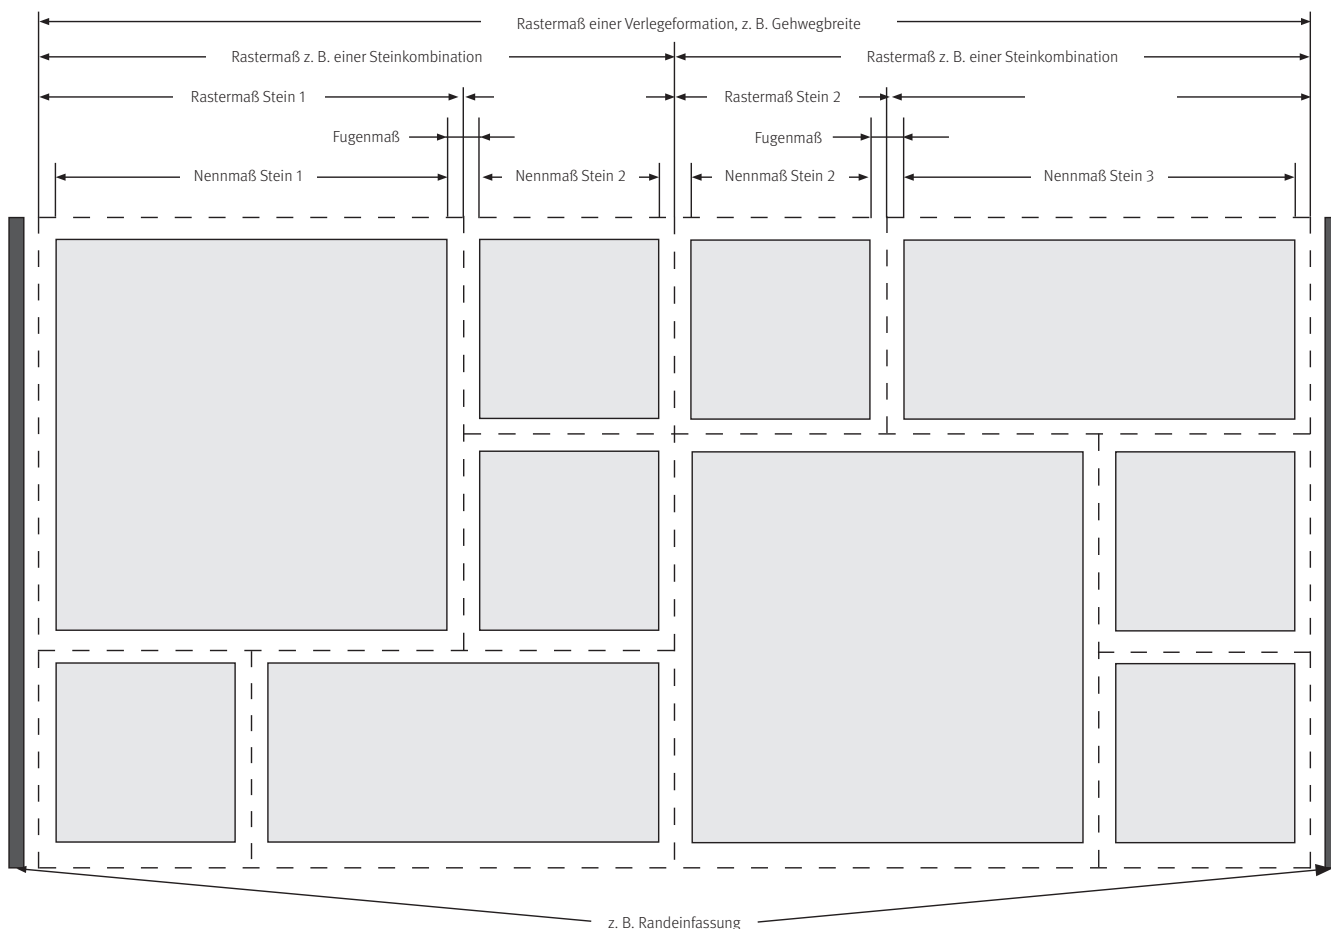 Rastermaß einer Verlegeformation, z. B. Gehwegbreite
Rastermaß z. B. einer Steinkombination
Rastermaß z. B. einer Steinkombination
Rastermaß Stein 1
Rastermaß Stein 2
Fugenmaß
Fugenmaß
Nennmaß Stein 1
Nennmaß Stein 2
Nennmaß Stein 2
Nennmaß Stein 3
z. B. Randeinfassung